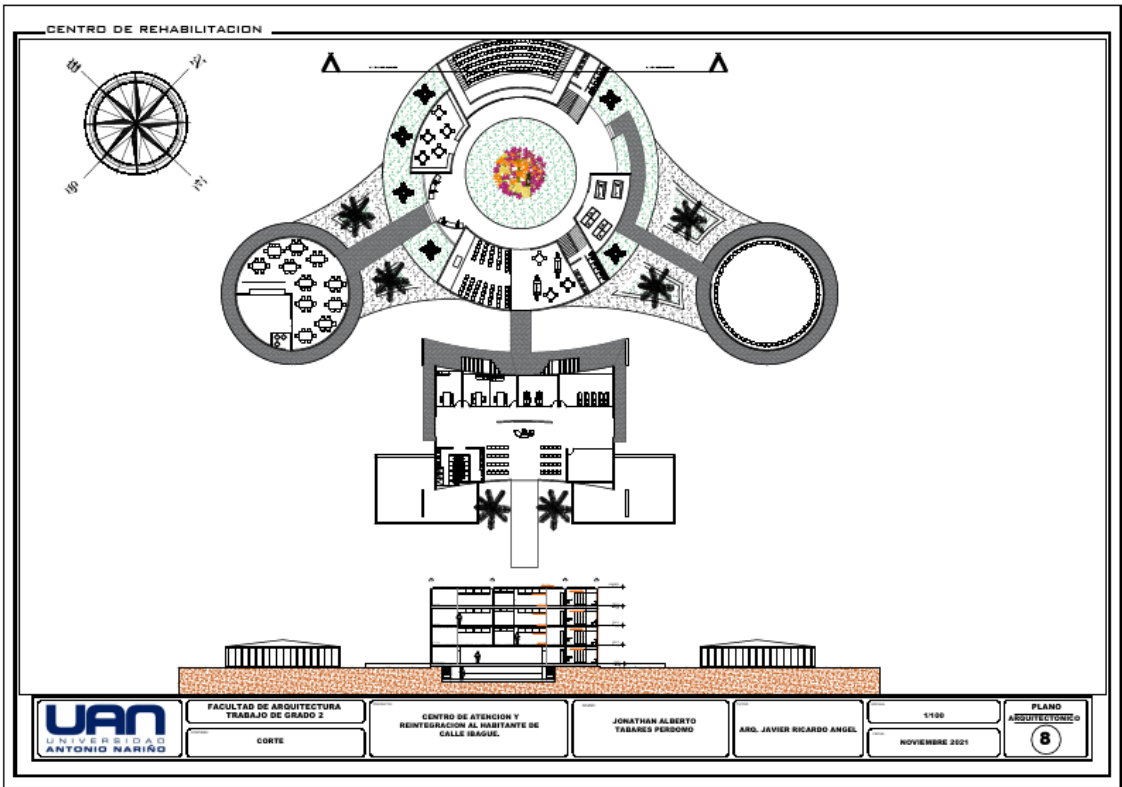 CENTRO DE REHABILITACION
UAN
UNIVERSIDAD
ANTONIO NARIÑO
FACULTAD DE ARQUITECTURA
TRABAJO DE GRADO 2
CORTE
CENTRO DE ATENCION Y
REINTEGRACION AL HABITANTE DE
CALLE IBAGUE.
JONATHAN ALBERTO
TABARES PERDOMO
ARQ. JAVIER RICARDO ANGEL
1/100
NOVIEMBRE 2021
PLANO
ARQUITECTONICO
8